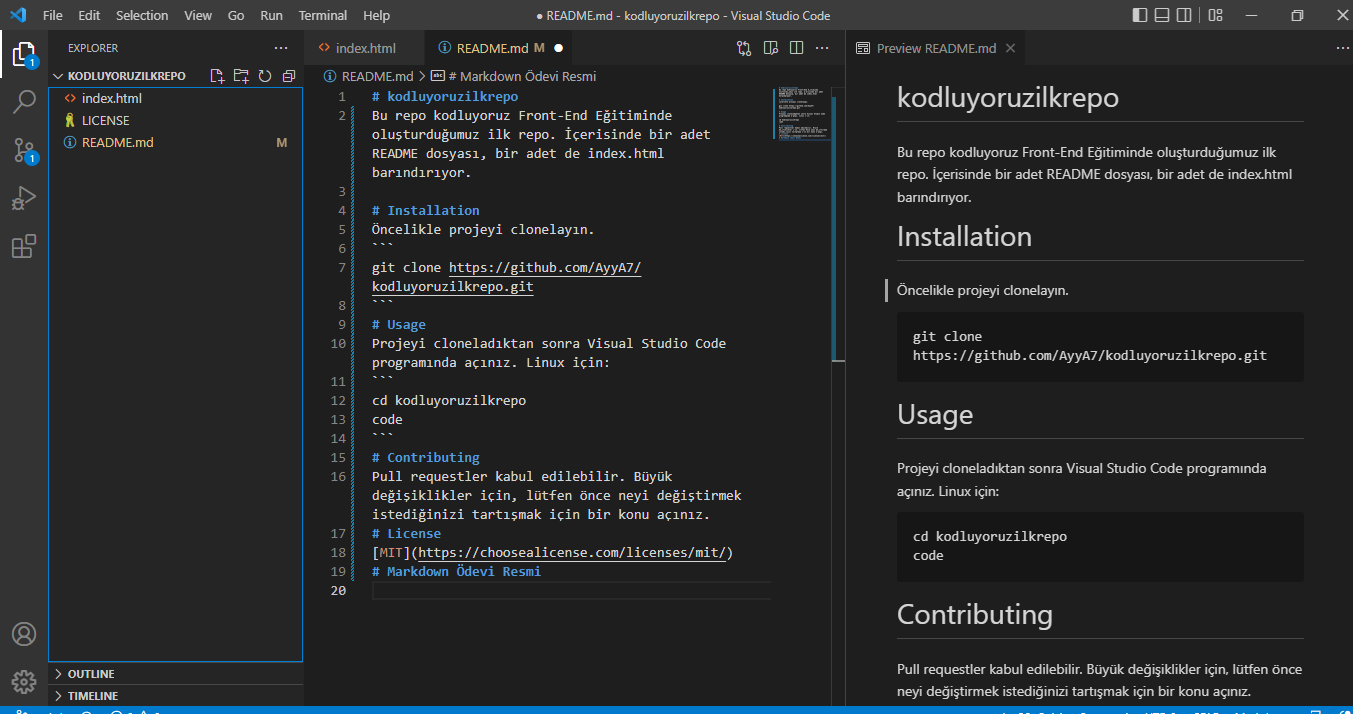 File Edit Selection View Go Run Terminal Help
● README.md - kodluyoruzilkrepo - Visual Studio Code
EXPLORER
KODLUYORUZILKREPO
index.html
LICENSE
README.md M
OUTLINE
TIMELINE
1
1
index.html
README.md M
README.md > # Markdown Ödevi Resmi
1 # kodluyoruzilkrepo
2 Bu repo kodluyoruz Front-End Eğitiminde
oluşturduğumuz ilk repo. İçerisinde bir adet
README dosyası, bir adet de index.html
barındırıyor.
3
4 # Installation
5 Öncelikle projeyi clonelayın.
6 ```
7 git clone https://github.com/AyyA7/
kodluyoruzilkrepo.git
8 ```
9 # Usage
10 Projeyi cloneladıktan sonra Visual Studio Code
programında açınız. Linux için:
11 ```
12 cd kodluyoruzilkrepo
13 code
14 ```
15 # Contributing
16 Pull requestler kabul edilebilir. Büyük
değişiklikler için, lütfen önce neyi değiştirmek
istediğinizi tartışmak için bir konu açınız.
17 # License
18 [MIT](https://choosealicense.com/licenses/mit/)
19 # Markdown Ödevi Resmi
20
Preview README.md
kodluyoruzilkrepo
Bu repo kodluyoruz Front-End Eğitiminde oluşturduğumuz ilk
repo. İçerisinde bir adet README dosyası, bir adet de index.html
barındırıyor.
Installation
Öncelikle projeyi clonelayın.
git clone
https://github.com/AyyA7/kodluyoruzilkrepo.git
Usage
Projeyi cloneladıktan sonra Visual Studio Code programında
açınız. Linux için:
cd kodluyoruzilkrepo
code
Contributing
Pull requestler kabul edilebilir. Büyük değişiklikler için, lütfen önce
neyi değiştirmek istediğinizi tartışmak için bir konu açınız.